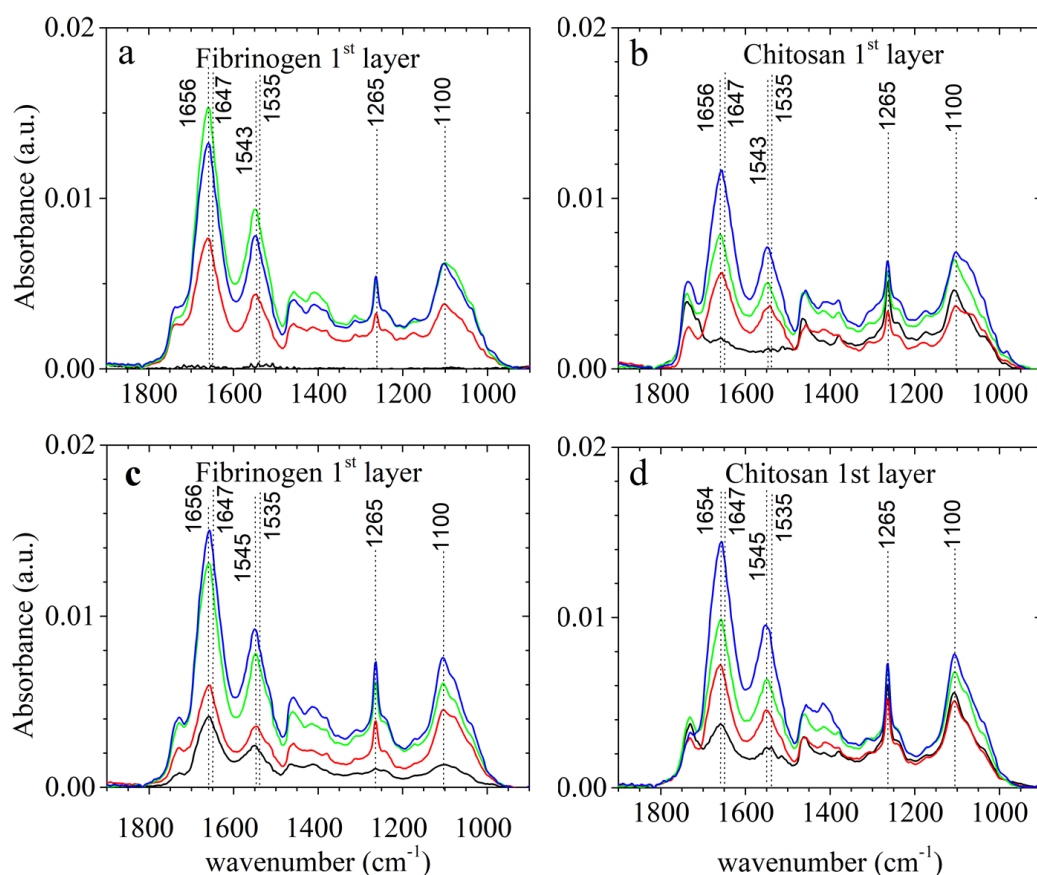 a
Fibrinogen 1st layer
0.02
0.01
0.00
Absorbance (a.u.)
1656
1647
1543
1535
1265
1100
1800 1600 1400 1200 1000
b
Chitosan 1st layer
0.02
0.01
0.00
1656
1647
1543
1535
1265
1100
1800 1600 1400 1200 1000
c
Fibrinogen 1st layer
0.02
0.01
0.00
Absorbance (a.u.)
1656
1647
1545
1535
1265
1100
1800 1600 1400 1200 1000
wavenumber (cm-1)
d
Chitosan 1st layer
0.02
0.01
0.00
1654
1647
1545
1535
1265
1100
1800 1600 1400 1200 1000
wavenumber (cm-1)